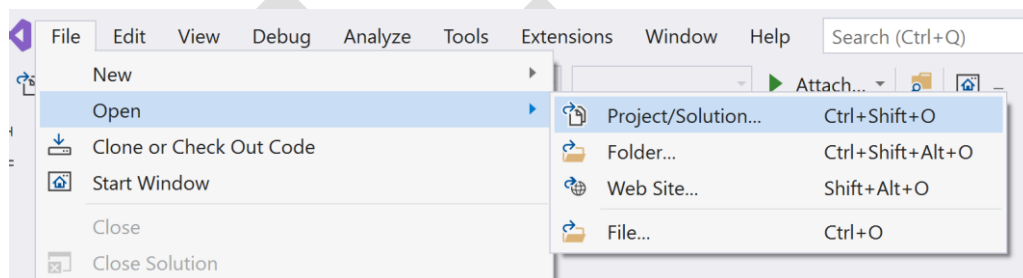 File Edit View Debug Analyze Tools Extensions Window Help Search (Ctrl+Q)
Attach...
New
Open
Clone or Check Out Code
Start Window
Close
Close Solution
Project/Solution... Ctrl+Shift+O
Folder... Ctrl+Shift+Alt+O
Web Site... Shift+Alt+O
File... Ctrl+O